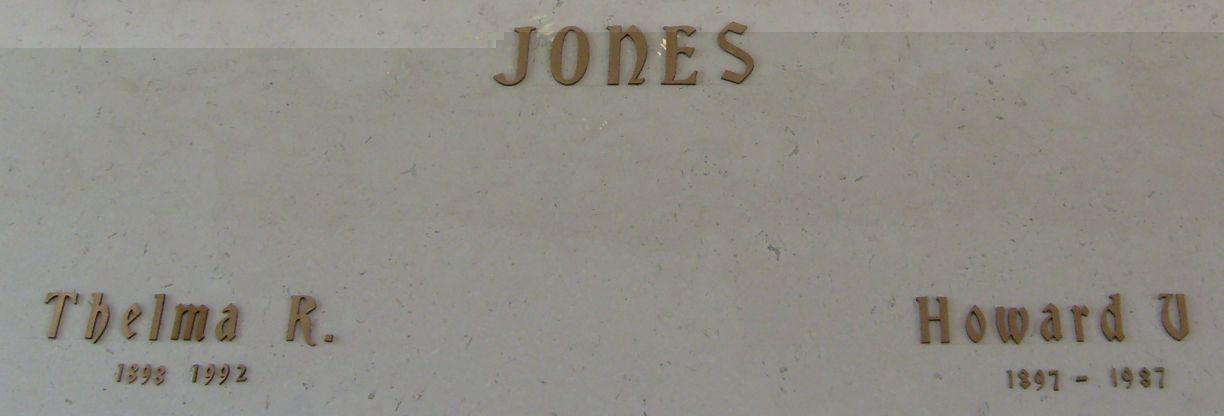 JONES
Thelma R.
1898 1992
Howard V
1897 - 1987